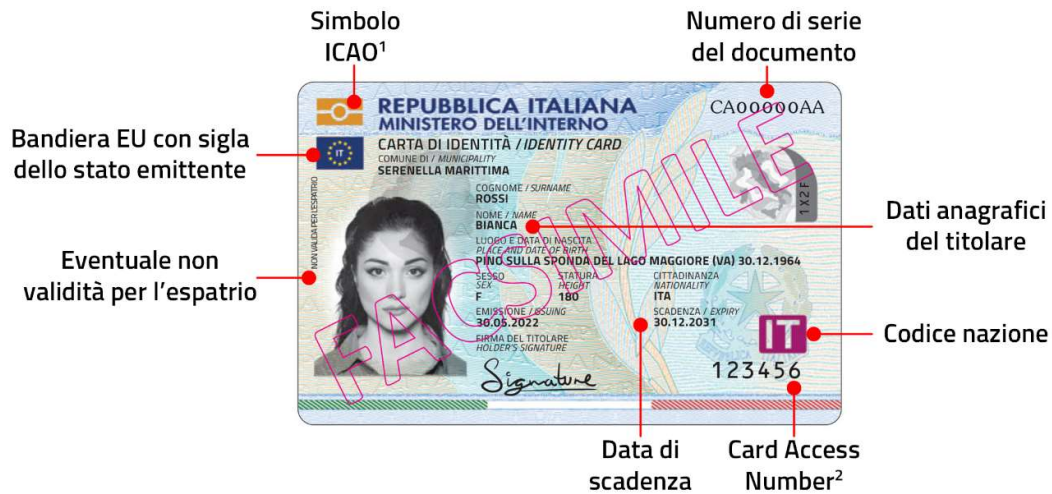 Simbolo
ICAO¹
Numero di serie
del documento
REPUBBLICA ITALIANA
MINISTERO DELL'INTERNO
CA00000AA
Bandiera EU con sigla
dello stato emittente
IT
CARTA DI IDENTITÀ / IDENTITY CARD
COMUNE DI / MUNICIPALITY
SERENELLA MARITTIMA
NON VALIDA PER L'ESPATRIO
COGNOME / SURNAME
ROSSI
1X2F
NOME / NAME
BIANCA
Dati anagrafici
del titolare
LUOGO E DATA DI NASCITA
PLACE AND DATE OF BIRTH
PINO SULLA SPONDA DEL LAGO MAGGIORE (VA) 30.12.1964
Eventuale non
validità per l'espatrio
SESSO STATURA CITTADINANZA
SEX HEIGHT NATIONALITY
F 180 ITA
EMISSIONE / ISSUING SCADENZA / EXPIRY
30.05.2022 30.12.2031
IT
Codice nazione
FIRMA DEL TITOLARE
HOLDER'S SIGNATURE
Signature
123456
FACSIMILE
Data di
scadenza
Card Access
Number²